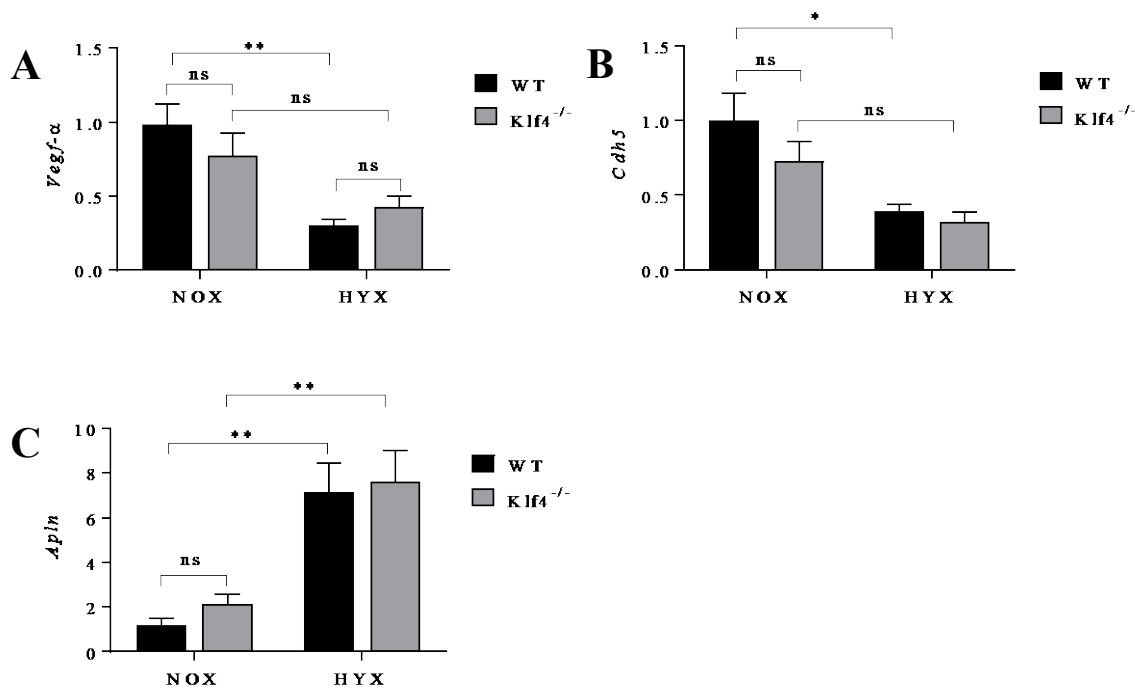 A
Vegf-α
1.5
1.0
0.5
0.0
**
ns
ns
ns
NOX
HYX
WT
Klf4-/-
B
Cdh5
1.5
1.0
0.5
0.0
*
ns
ns
NOX
HYX
WT
Klf4-/-
C
Apln
10
8
6
4
2
0
**
**
ns
NOX
HYX
WT
Klf4-/-